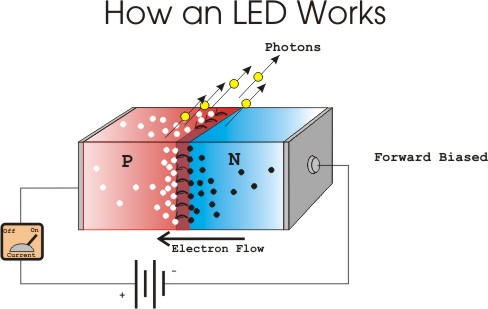 How an LED Works
Photons
P
N
Forward Biased
Off On
Current
Electron Flow
+
-